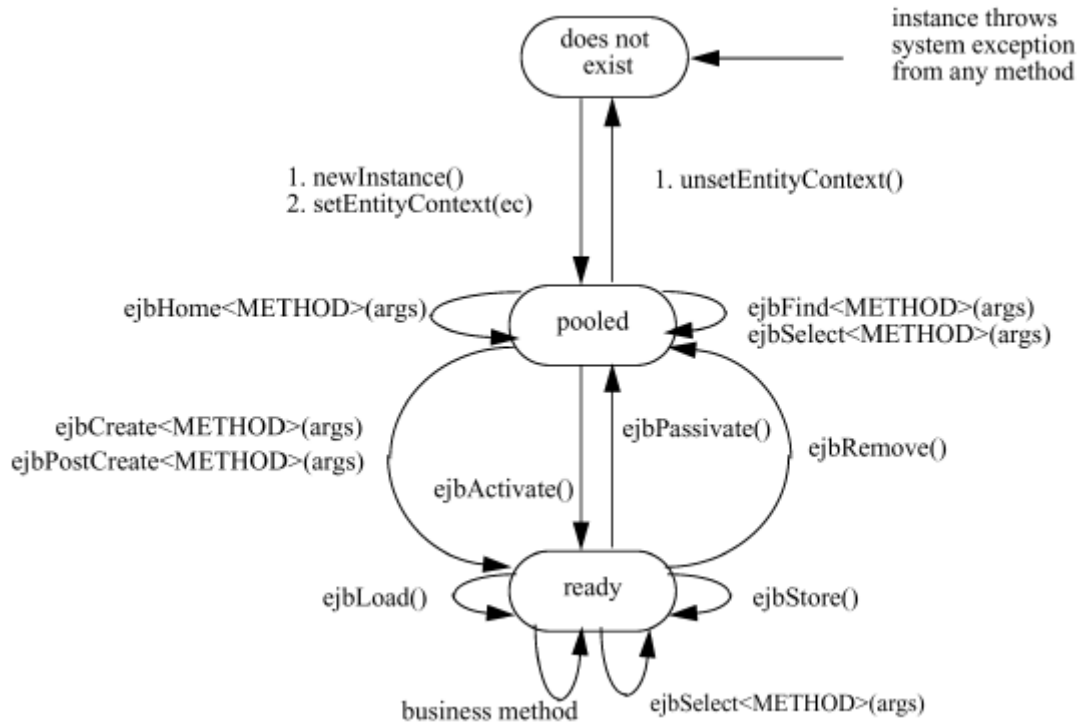 does not
exist
instance throws
system exception
from any method
1. newInstance()
2. setEntityContext(ec)
1. unsetEntityContext()
ejbHome<METHOD>(args)
pooled
ejbFind<METHOD>(args)
ejbSelect<METHOD>(args)
ejbCreate<METHOD>(args)
ejbPostCreate<METHOD>(args)
ejbPassivate()
ejbRemove()
ejbActivate()
ready
ejbLoad()
ejbStore()
business method
ejbSelect<METHOD>(args)